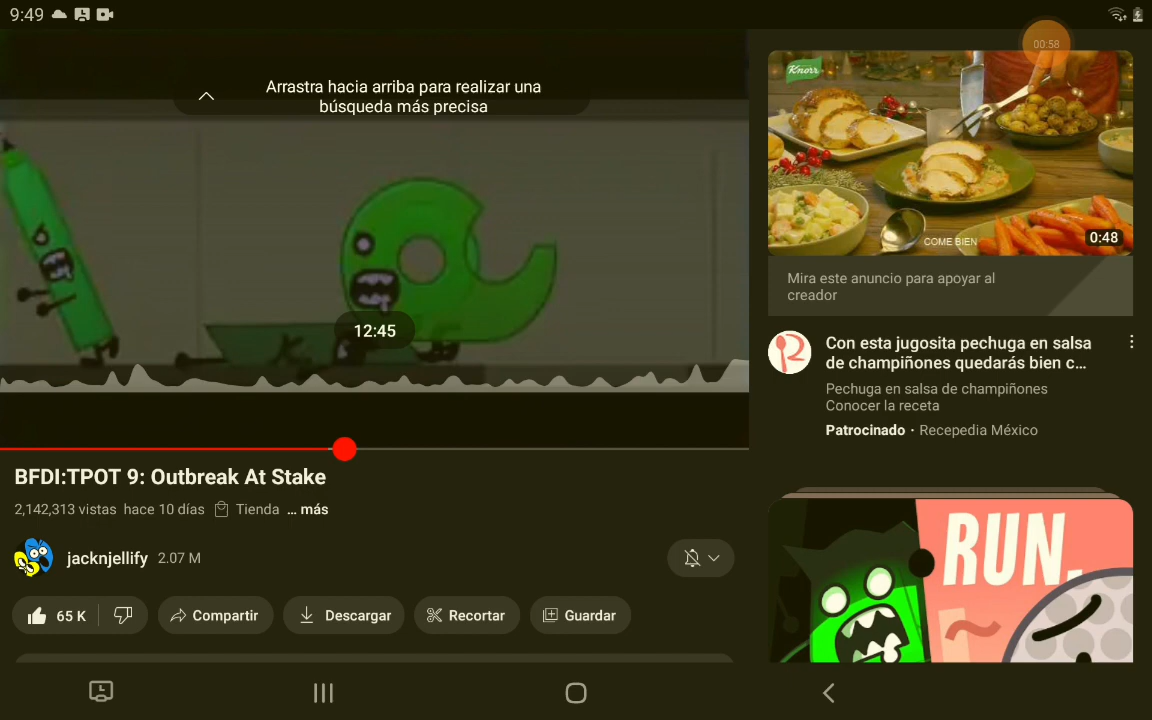 9:49
00:58
Arrastra hacia arriba para realizar una
búsqueda más precisa
12:45
Knorr
COME BIEN
0:48
Mira este anuncio para apoyar al
creador
Con esta jugosita pechuga en salsa
de champiñones quedarás bien c...
Pechuga en salsa de champiñones
Conocer la receta
Patrocinado · Recepedia México
BFDI:TPOT 9: Outbreak At Stake
2,142,313 vistas hace 10 días Tienda ... más
jacknjellify 2.07 M
65 K Compartir Descargar Recortar Guardar
RUN.